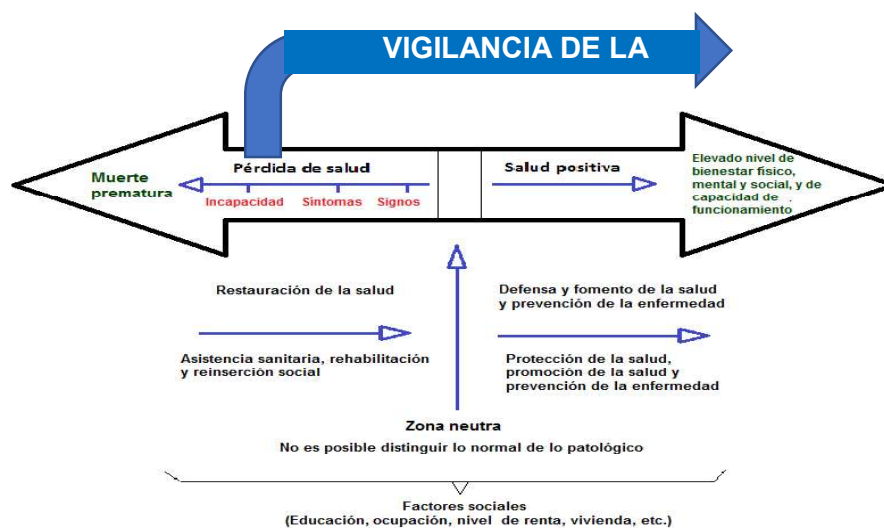 VIGILANCIA DE LA
Muerte
prematura
Pérdida de salud
Incapacidad Sintomas Signos
Salud positiva
Elevado nivel de
bienestar físico,
mental y social, y de
capacidad de .
funcionamiento
Restauración de la salud
Asistencia sanitaria, rehabilitación
y reinserción social
Defensa y fomento de la salud
y prevención de la enfermedad
Protección de la salud,
promoción de la salud y
prevención de la enfermedad
Zona neutra
No es posible distinguir lo normal de lo patológico
Factores sociales
(Educación, ocupación, nivel de renta, vivienda, etc.)